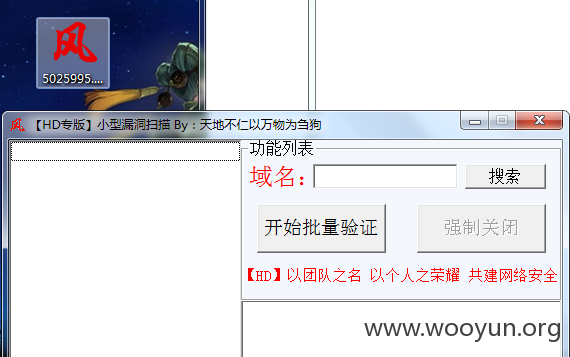 风
5025995....
风 【HD专版】小型漏洞扫描 By：天地不仁以万物为刍狗
功能列表
域名：
搜索
开始批量验证
强制关闭
【HD】以团队之名 以个人之荣耀 共建网络安全
www.wooyun.org